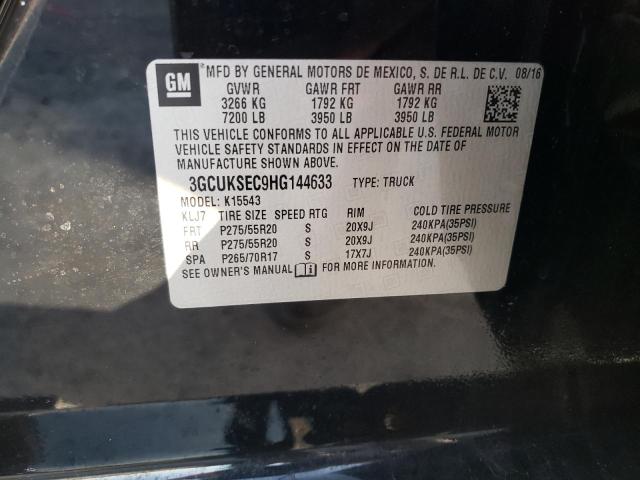 GM
MFD BY GENERAL MOTORS DE MEXICO, S. DE R.L. DE C.V. 08/16
GVWR GAWR FRT GAWR RR
3266 KG 1792 KG 1792 KG
7200 LB 3950 LB 3950 LB
THIS VEHICLE CONFORMS TO ALL APPLICABLE U.S. FEDERAL MOTOR
VEHICLE SAFETY STANDARDS IN EFFECT ON THE DATE OF
MANUFACTURE SHOWN ABOVE.
3GCUKSEC9HG144633 TYPE: TRUCK
MODEL: K15543
KLJ7 TIRE SIZE SPEED RTG RIM COLD TIRE PRESSURE
FRT P275/55R20 S 20X9J 240KPA(35PSI)
RR P275/55R20 S 20X9J 240KPA(35PSI)
SPA P265/70R17 S 17X7J 240KPA(35PSI)
SEE OWNER'S MANUAL FOR MORE INFORMATION.